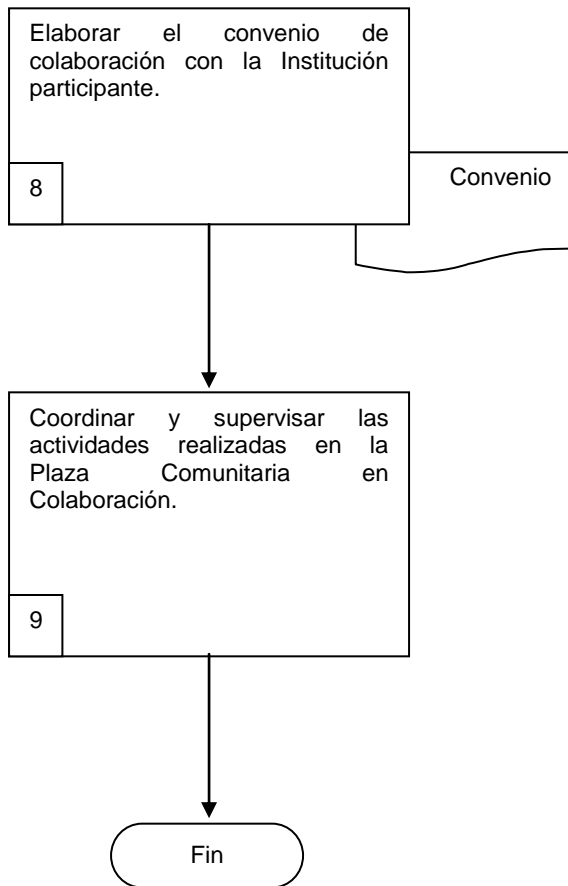 Elaborar el convenio de
colaboración con la Institución
participante.
8
Convenio
Coordinar y supervisar las
actividades realizadas en la
Plaza Comunitaria en
Colaboración.
9
Fin